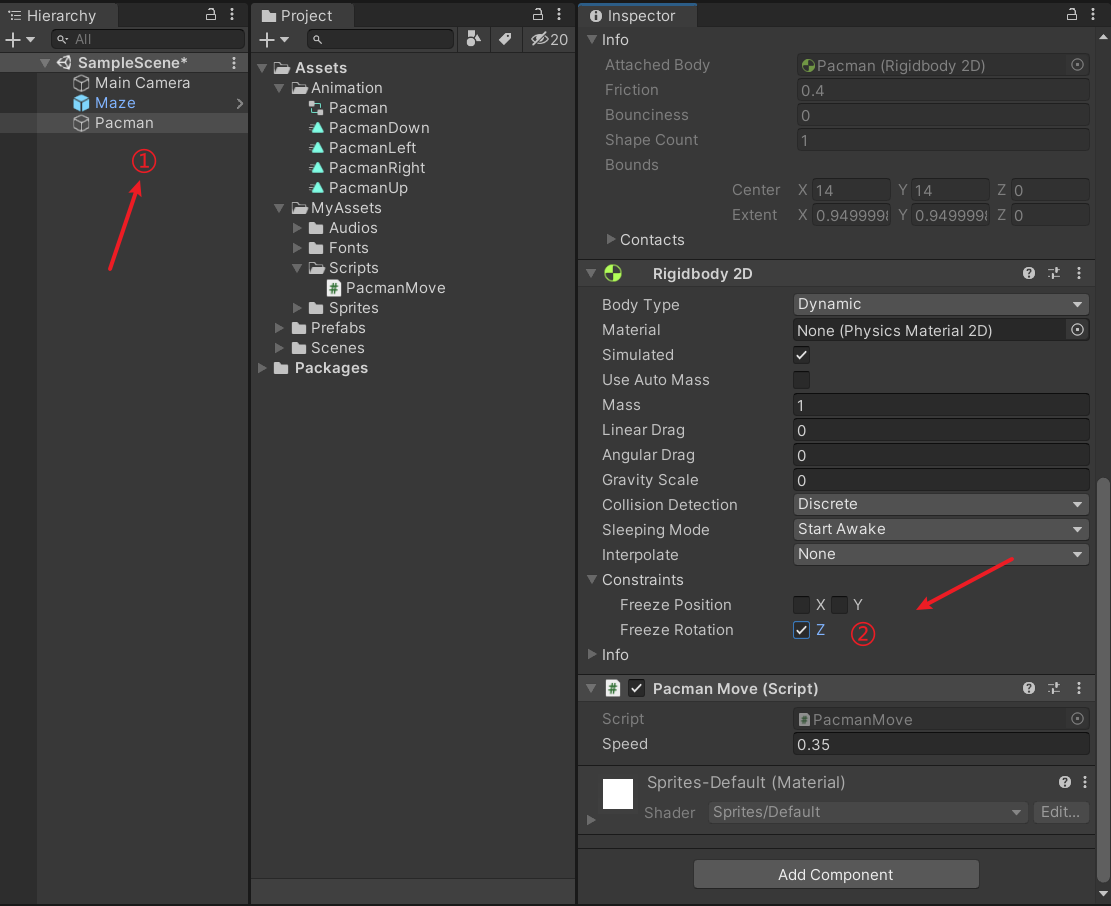 Hierarchy
All
SampleScene*
Main Camera
Maze
Pacman
①
Project
20
Assets
Animation
Pacman
PacmanDown
PacmanLeft
PacmanRight
PacmanUp
MyAssets
Audios
Fonts
Scripts
PacmanMove
Sprites
Prefabs
Scenes
Packages
Inspector
Info
Attached Body Pacman (Rigidbody 2D)
Friction 0.4
Bounciness 0
Shape Count 1
Bounds
Center X 14 Y 14 Z 0
Extent X 0.9499998 Y 0.9499998 Z 0
Contacts
Rigidbody 2D
Body Type Dynamic
Material None (Physics Material 2D)
Simulated
Use Auto Mass
Mass 1
Linear Drag 0
Angular Drag 0
Gravity Scale 0
Collision Detection Discrete
Sleeping Mode Start Awake
Interpolate None
Constraints
Freeze Position X Y
Freeze Rotation Z ②
Info
# Pacman Move (Script)
Script PacmanMove
Speed 0.35
Sprites-Default (Material)
Shader Sprites/Default Edit...
Add Component